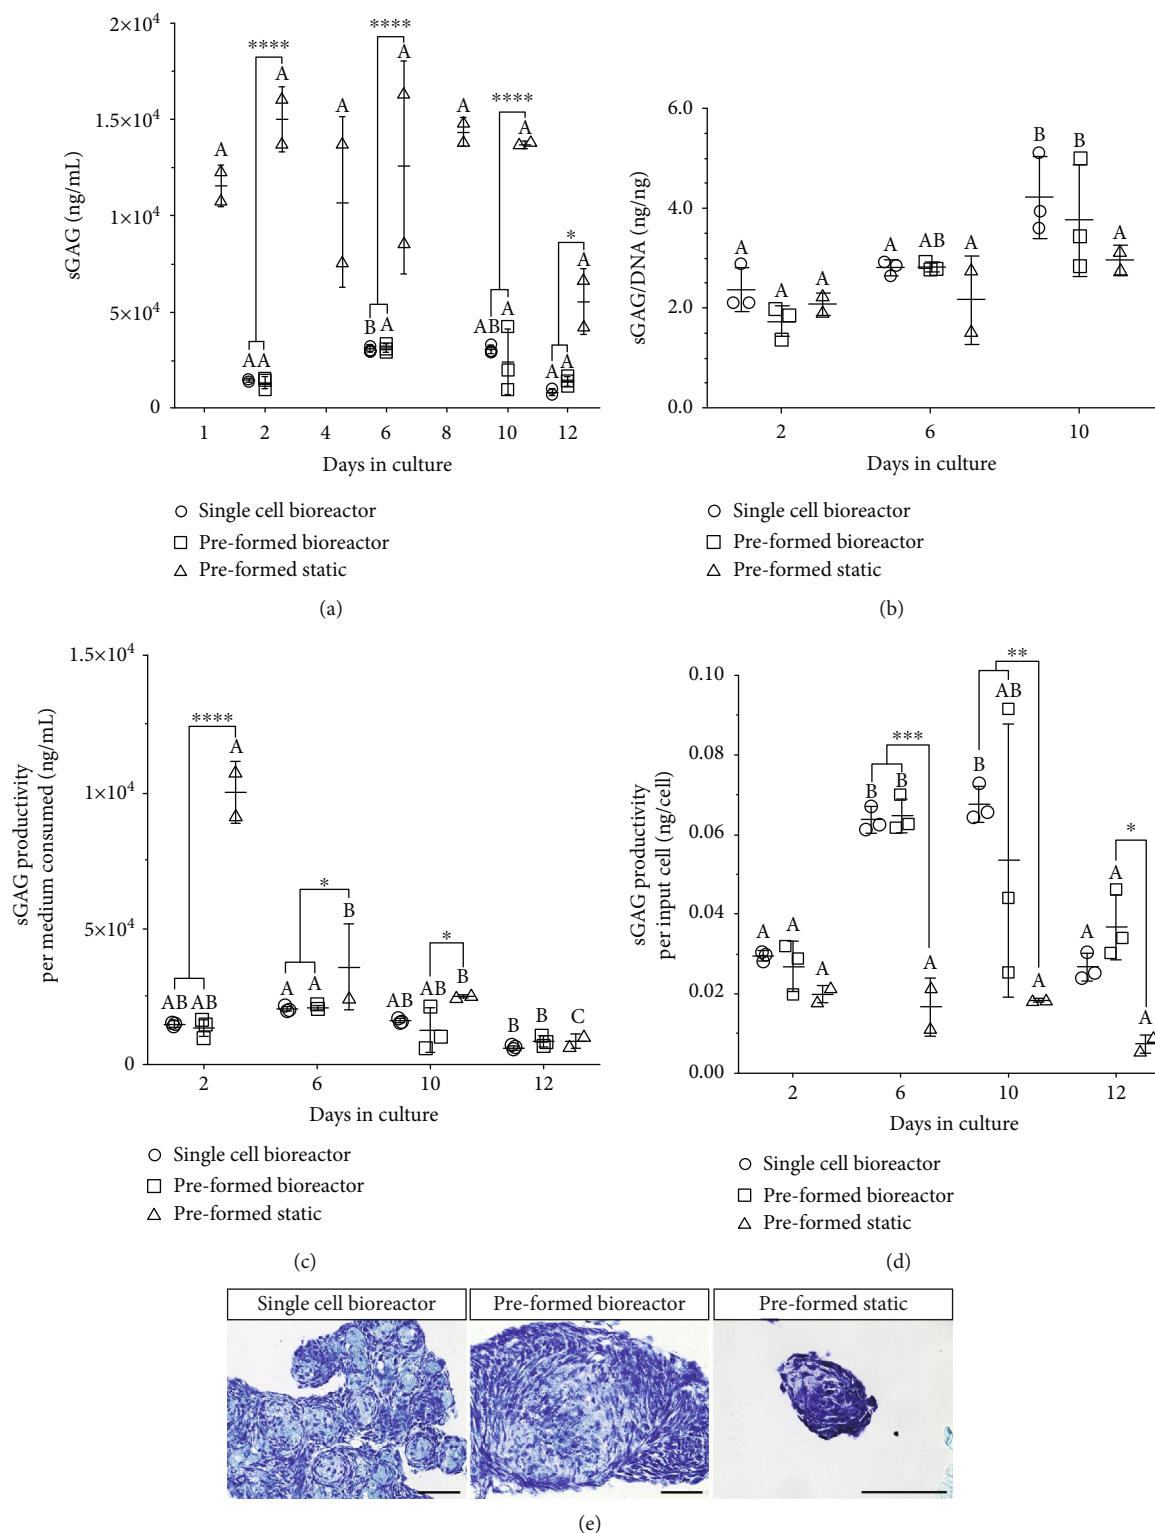 2×10⁴
1.5×10⁴
1×10⁴
5×10⁴
0
sGAG (ng/mL)
**** **** **** *
A A A A A A A
A A B A AB A A A
1 2 4 6 8 10 12
Days in culture
Single cell bioreactor
Pre-formed bioreactor
Pre-formed static
(a)
6.0
4.0
2.0
0.0
sGAG/DNA (ng/ng)
A A A A AB A B B A
2 6 10
Days in culture
Single cell bioreactor
Pre-formed bioreactor
Pre-formed static
(b)
1.5×10⁴
1×10⁴
5×10⁴
0
sGAG productivity
per medium consumed (ng/mL)
**** * *
AB AB A A A B AB AB B B B C
2 6 10 12
Days in culture
Single cell bioreactor
Pre-formed bioreactor
Pre-formed static
(c)
0.10
0.08
0.06
0.04
0.02
0.00
sGAG productivity
per input cell (ng/cell)
*** ** *
A A A B B A B AB A A A A
2 6 10 12
Days in culture
Single cell bioreactor
Pre-formed bioreactor
Pre-formed static
(d)
Single cell bioreactor
Pre-formed bioreactor
Pre-formed static
(e)